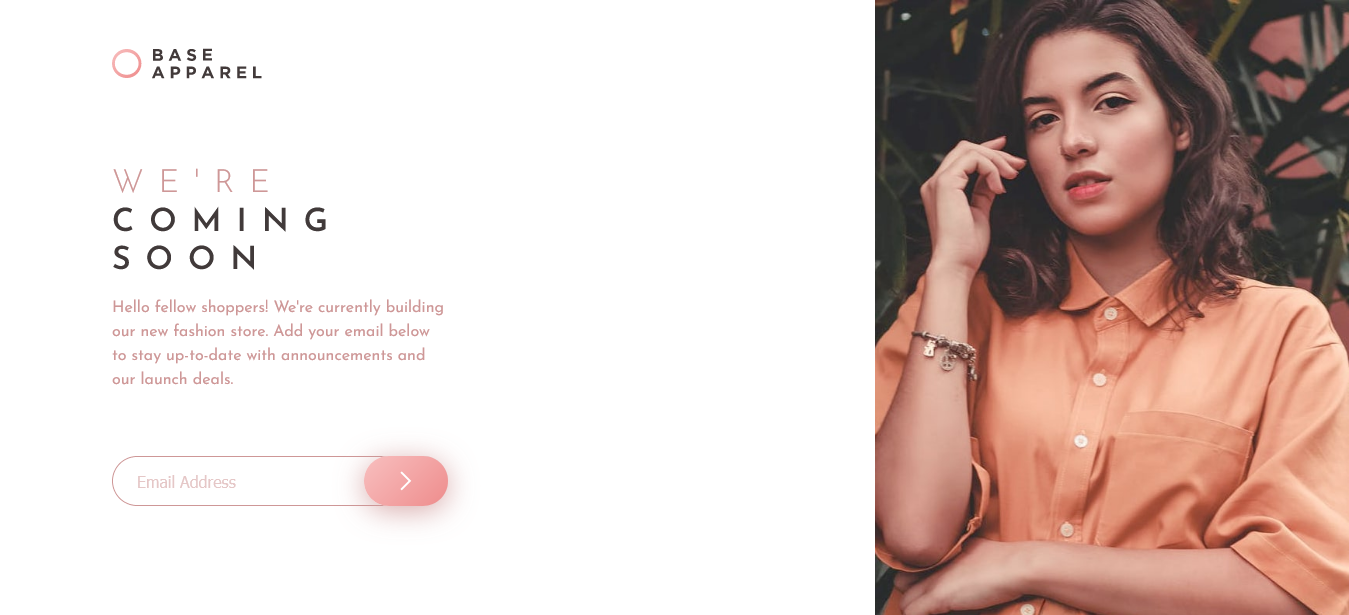 BASE
APPAREL
WE'RE
COMING
SOON
Hello fellow shoppers! We're currently building
our new fashion store. Add your email below
to stay up-to-date with announcements and
our launch deals.
Email Address